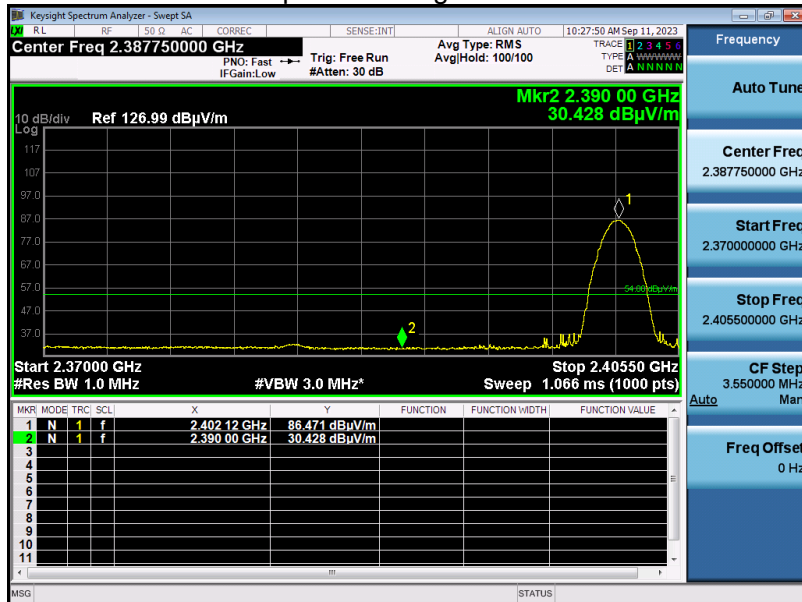 Keysight Spectrum Analyzer - Swept SA
LXI RL RF 50 Ω AC CORREC SENSE:INT ALIGN AUTO 10:27:50 AM Sep 11, 2023
Center Freq 2.387750000 GHz
PNO: Fast
IFGain:Low
Trig: Free Run
#Atten: 30 dB
Avg Type: RMS
Avg|Hold: 100/100
TRACE 1 2 3 4 5 6
TYPE A WWWWW
DET A N N N N N
Mkr2 2.390 00 GHz
30.428 dBµV/m
10 dB/div Ref 126.99 dBµV/m
Log
117
107
97.0
87.0
77.0
67.0
57.0
47.0
37.0
1
54.00 dBµV/m
2
Start 2.37000 GHz Stop 2.40550 GHz
#Res BW 1.0 MHz #VBW 3.0 MHz* Sweep 1.066 ms (1000 pts)
MKR MODE TRC SCL X Y FUNCTION FUNCTION WIDTH FUNCTION VALUE
1 N 1 f 2.402 12 GHz 86.471 dBµV/m
2 N 1 f 2.390 00 GHz 30.428 dBµV/m
3
4
5
6
7
8
9
10
11
MSG STATUS
Frequency
Auto Tune
Center Freq
2.387750000 GHz
Start Freq
2.370000000 GHz
Stop Freq
2.405500000 GHz
CF Step
3.550000 MHz
Auto Man
Freq Offset
0 Hz